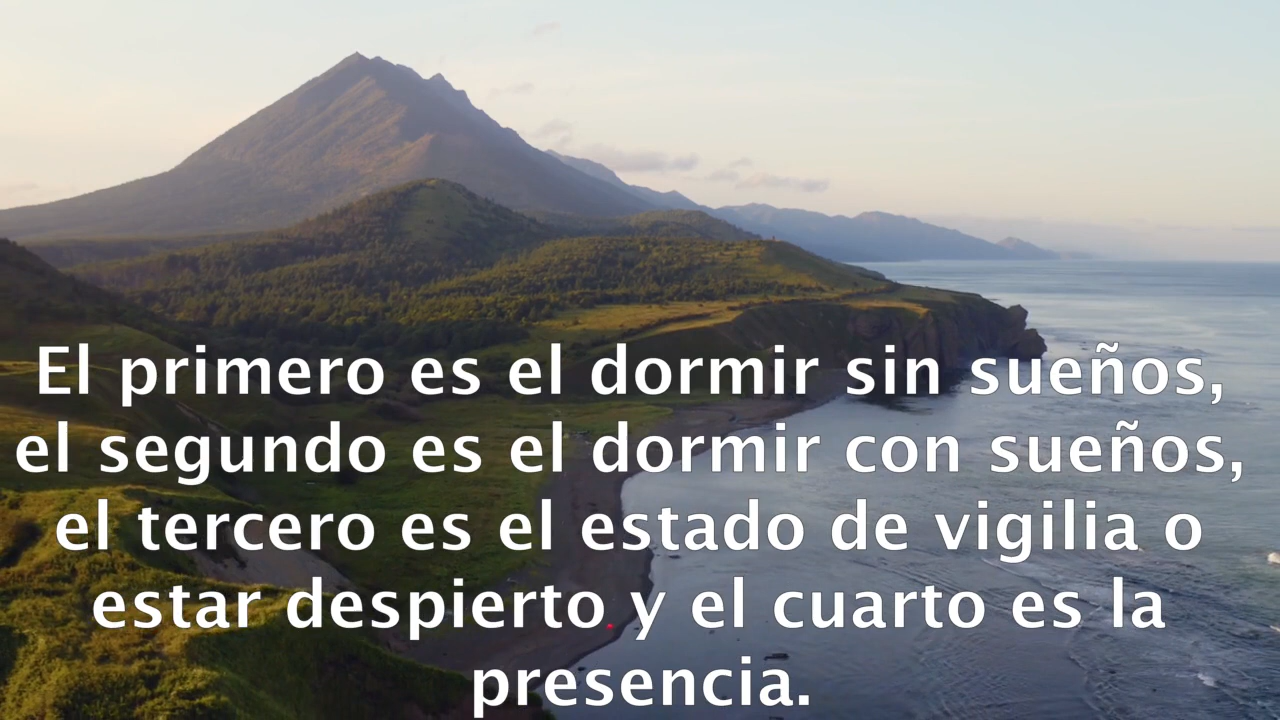 El primero es el dormir sin sueños,
el segundo es el dormir con sueños,
el tercero es el estado de vigilia o
estar despierto y el cuarto es la
presencia.